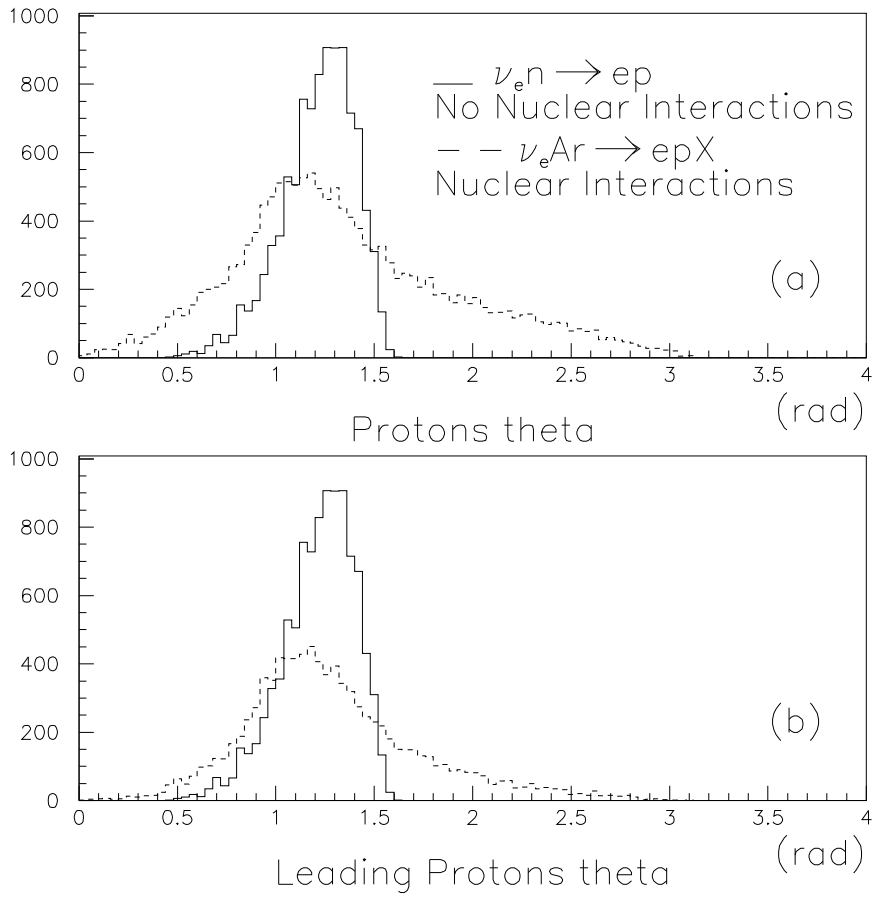 1000
800
600
400
200
0
νₑn → ep
No Nuclear Interactions
νₑAr → epX
Nuclear Interactions
(a)
0 0.5 1 1.5 2 2.5 3 3.5 4
(rad)
Protons theta
1000
800
600
400
200
0
(b)
0 0.5 1 1.5 2 2.5 3 3.5 4
(rad)
Leading Protons theta